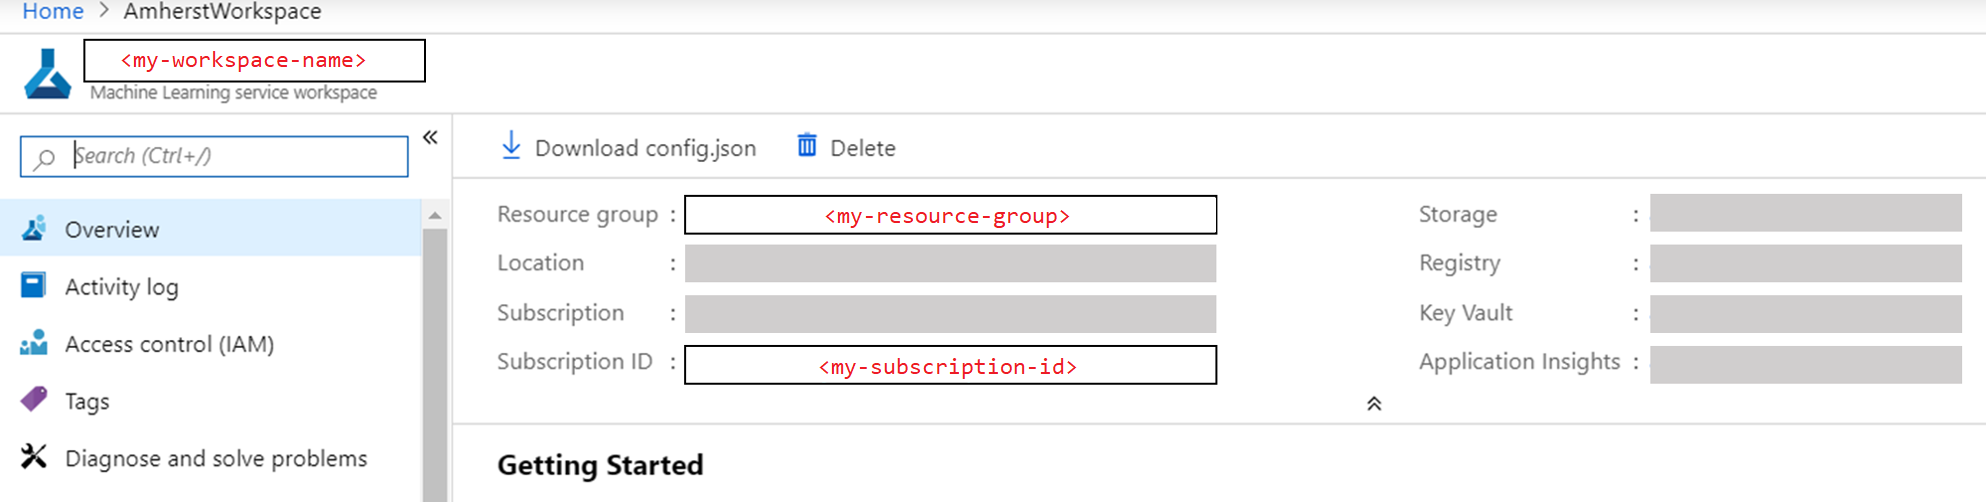 Home > AmherstWorkspace
<my-workspace-name>
Machine Learning service workspace
Search (Ctrl+/)
«
Overview
Activity log
Access control (IAM)
Tags
Diagnose and solve problems
Download config.json Delete
Resource group : <my-resource-group> Storage :
Location : Registry :
Subscription : Key Vault :
Subscription ID : <my-subscription-id> Application Insights :
Getting Started